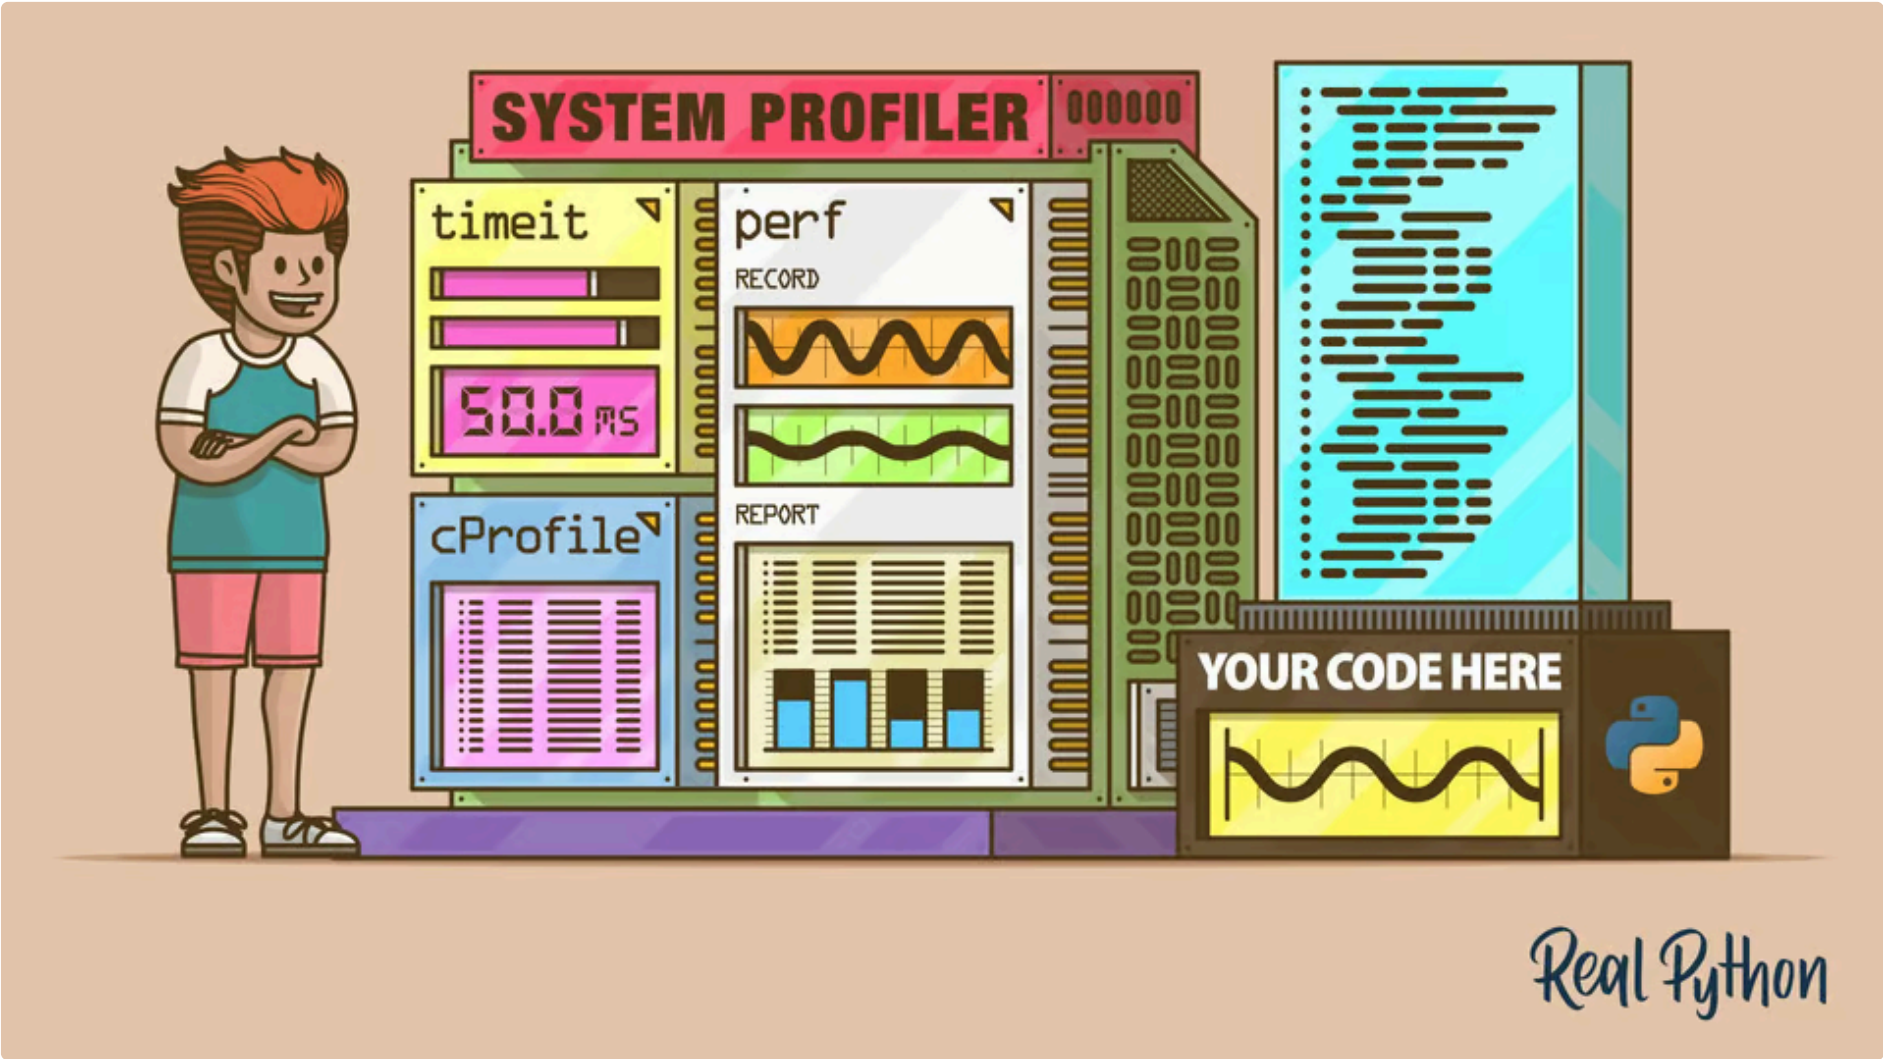 SYSTEM PROFILER
timeit
50.0 ms
cProfile
perf
RECORD
REPORT
YOUR CODE HERE
Real Python